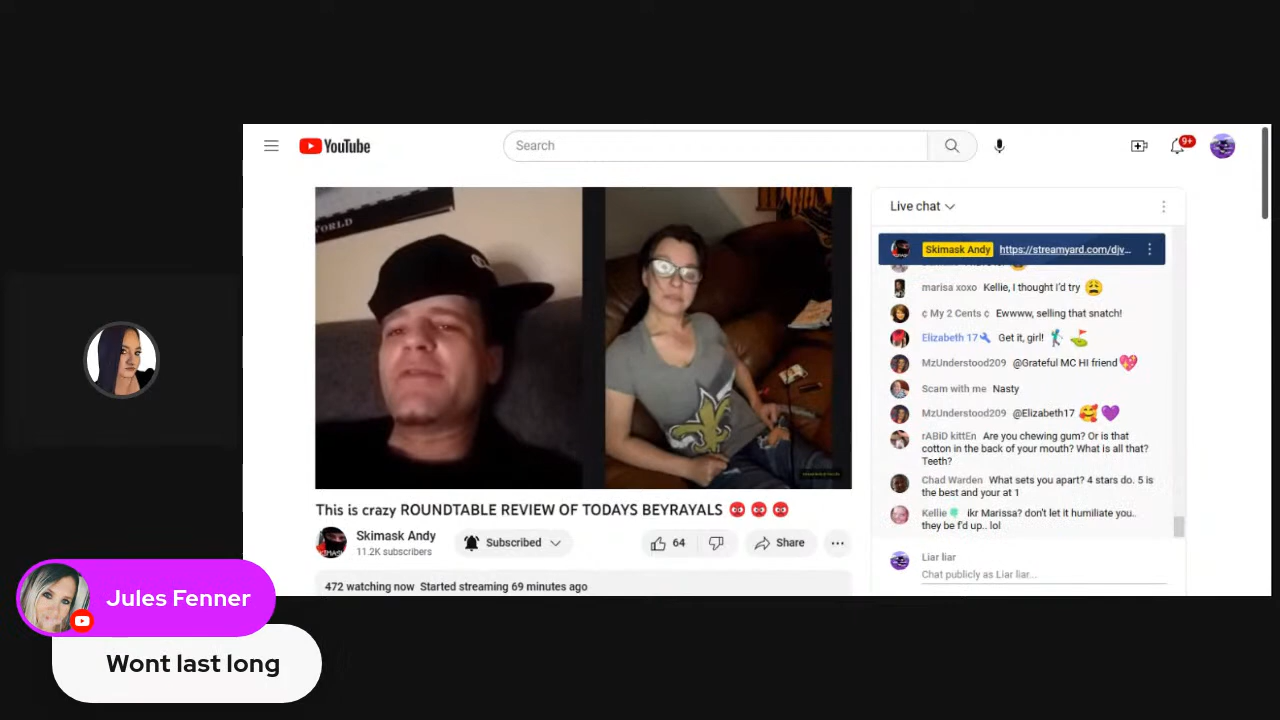 YouTube
Search
9+
ORLD
Live chat
Skimask Andy https://streamyard.com/djv...
marisa xoxo Kellie, I thought I'd try 😩
¢ My 2 Cents ¢ Ewwww, selling that snatch!
Elizabeth 17 Get it, girl! 🏌️ ⛳
MzUnderstood209 @Grateful MC HI friend 💖
Scam with me Nasty
MzUnderstood209 @Elizabeth17 🥰 💜
rABiD kittEn Are you chewing gum? Or is that
cotton in the back of your mouth? What is all that?
Teeth?
Chad Warden What sets you apart? 4 stars do. 5 is
the best and your at 1
Kellie ikr Marissa? don't let it humiliate you..
they be f'd up.. lol
Liar liar
Chat publicly as Liar liar...
This is crazy ROUNDTABLE REVIEW OF TODAYS BEYRAYALS
Skimask Andy
11.2K subscribers
Subscribed
64
Share
472 watching now Started streaming 69 minutes ago
Jules Fenner
Wont last long